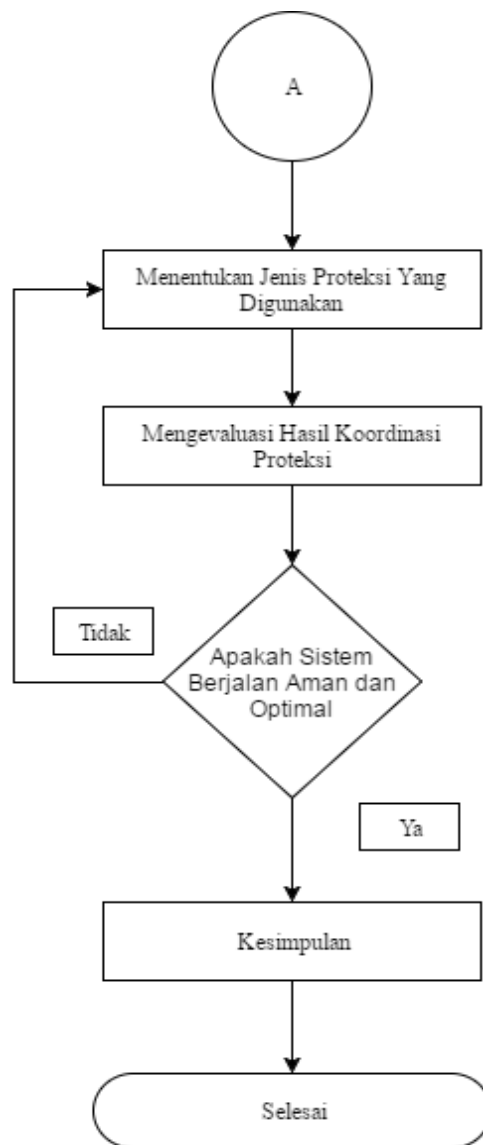 A
Menentukan Jenis Proteksi Yang
Digunakan
Mengevaluasi Hasil Koordinasi
Proteksi
Tidak
Apakah Sistem
Berjalan Aman dan
Optimal
Ya
Kesimpulan
Selesai